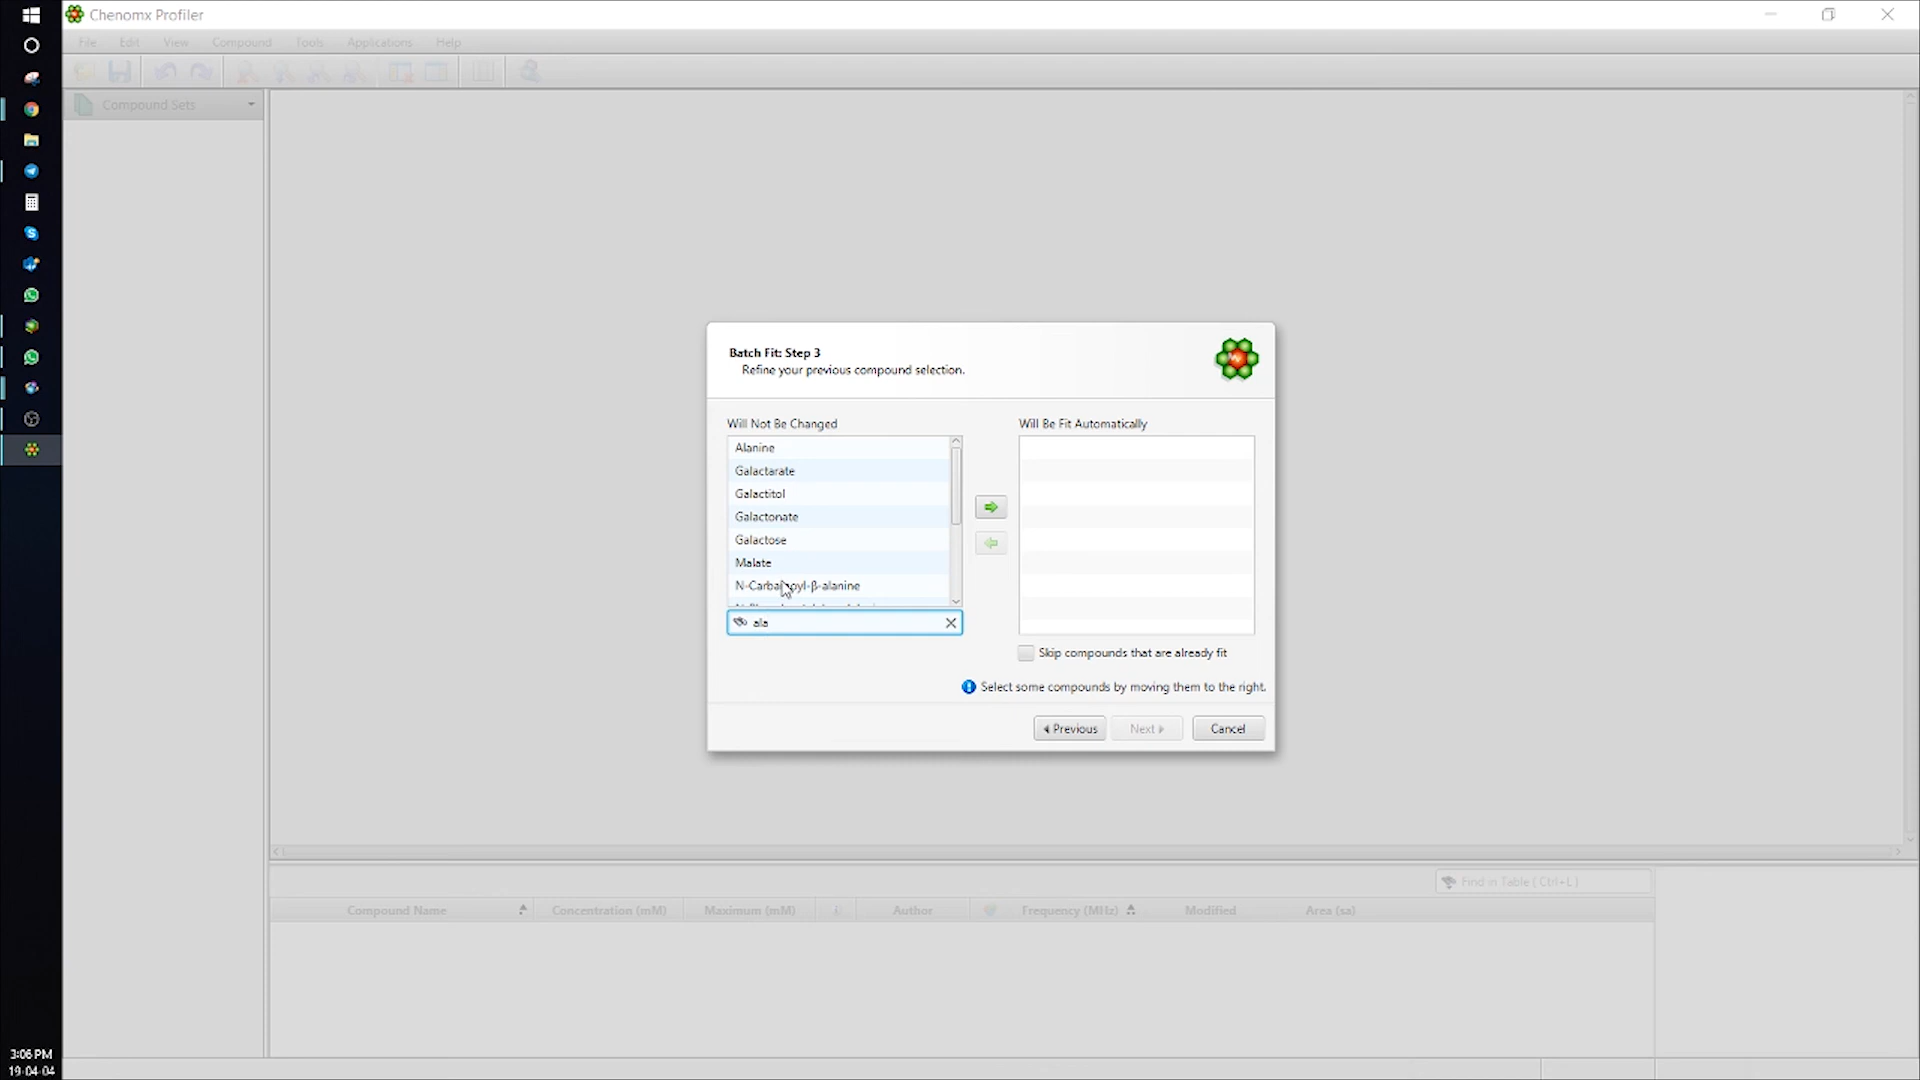 Chenomx Profiler
File Edit View Compound Tools Applications Help
Compound Sets
Batch Fit: Step 3
Refine your previous compound selection.
Will Not Be Changed
Will Be Fit Automatically
Alanine
Galactarate
Galactitol
Galactonate
Galactose
Malate
N-Carbamoyl-β-alanine
ala
Skip compounds that are already fit
Select some compounds by moving them to the right.
Previous Next Cancel
Find in Table ( Ctrl+L )
Compound Name Concentration (mM) Maximum (mM) Author Frequency (MHz) Modified Area (sa)
3:06 PM
19-04-04